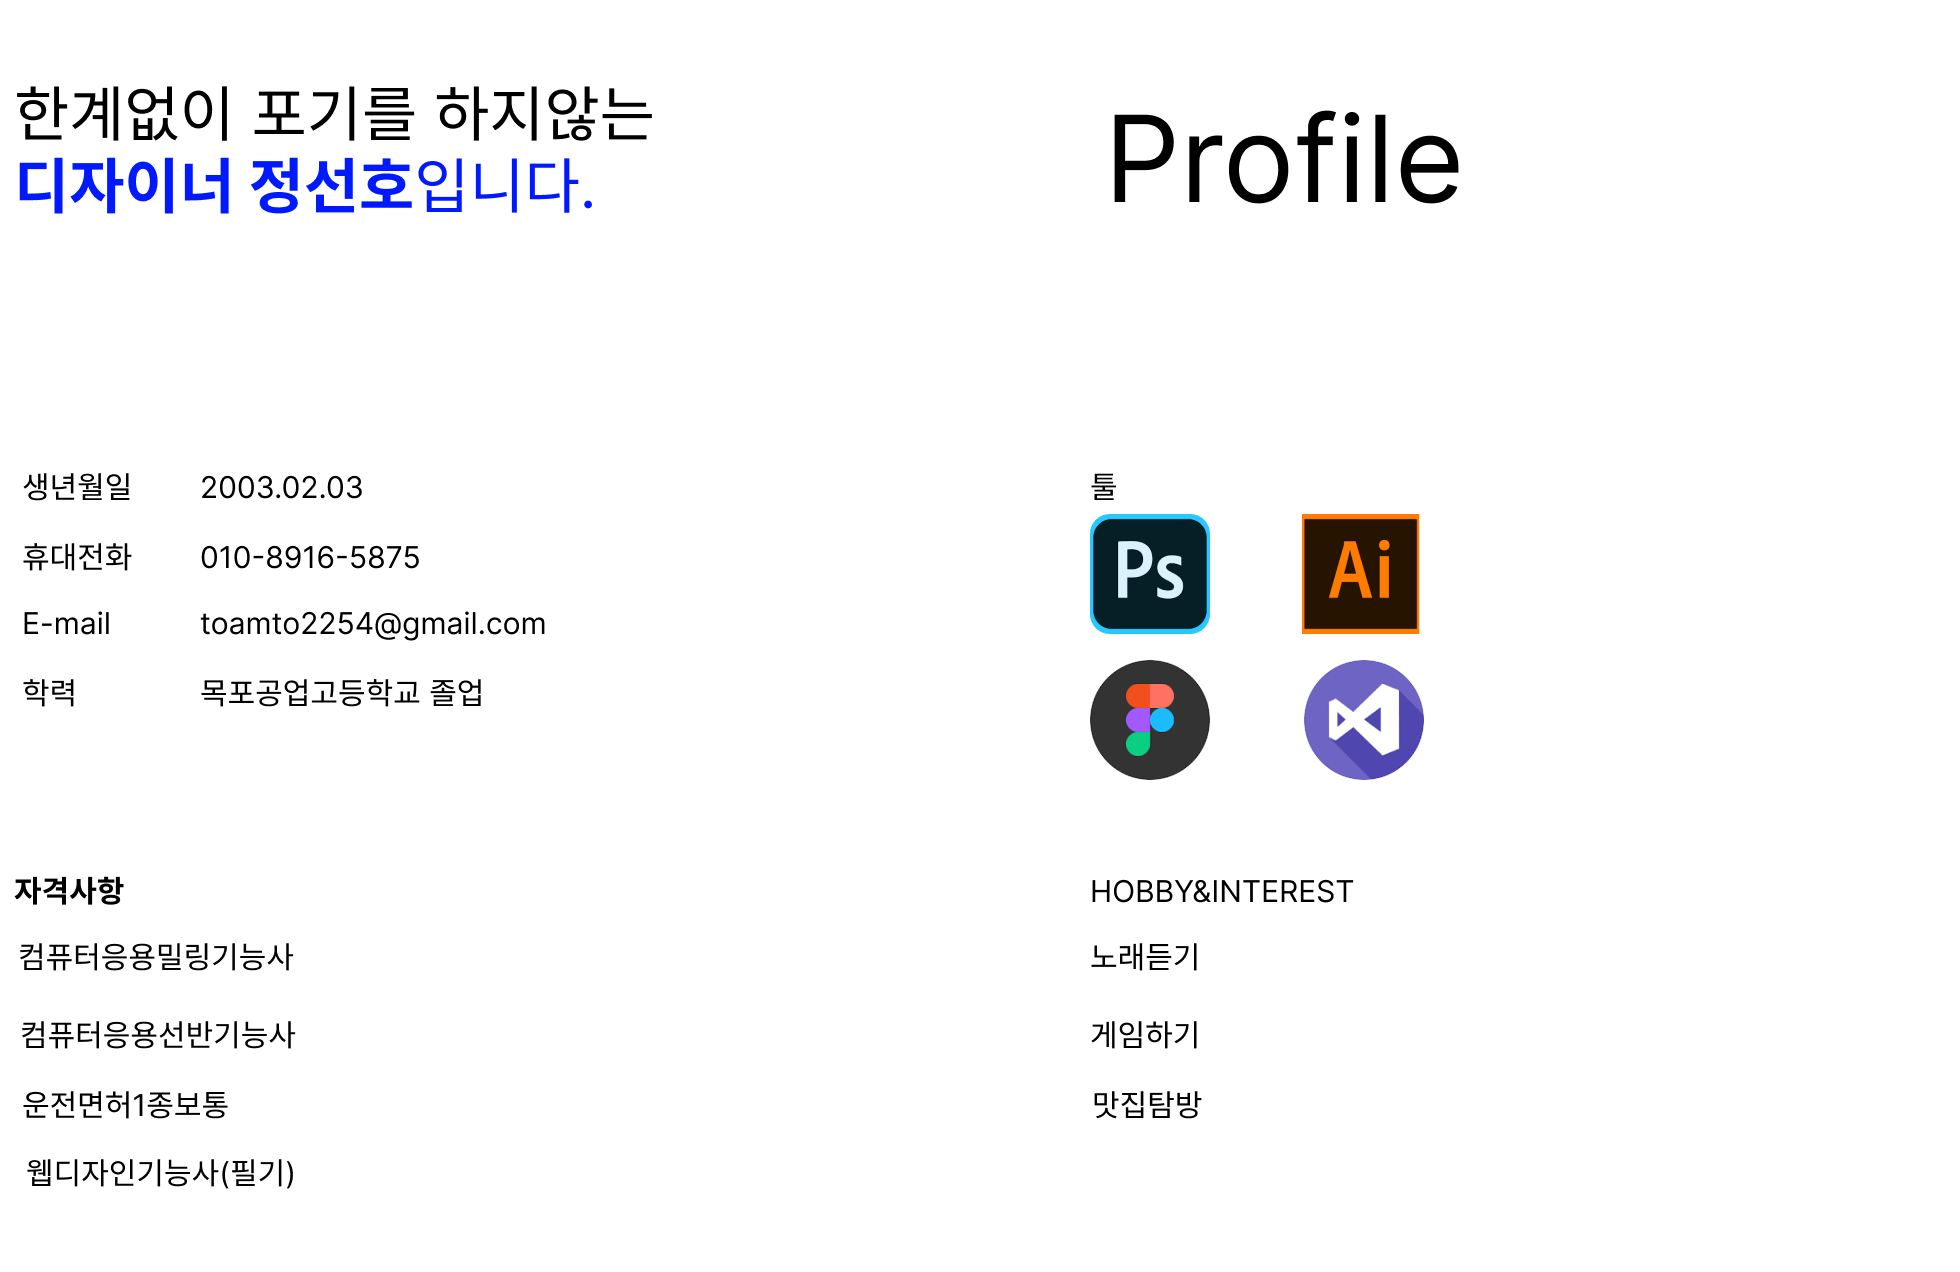 한계없이 포기를 하지않는
디자이너 정선호입니다.
Profile
생년월일 2003.02.03
휴대전화 010-8916-5875
E-mail toamto2254@gmail.com
학력 목포공업고등학교 졸업
툴
Ps Ai
자격사항
컴퓨터응용밀링기능사
컴퓨터응용선반기능사
운전면허1종보통
웹디자인기능사(필기)
HOBBY&INTEREST
노래듣기
게임하기
맛집탐방